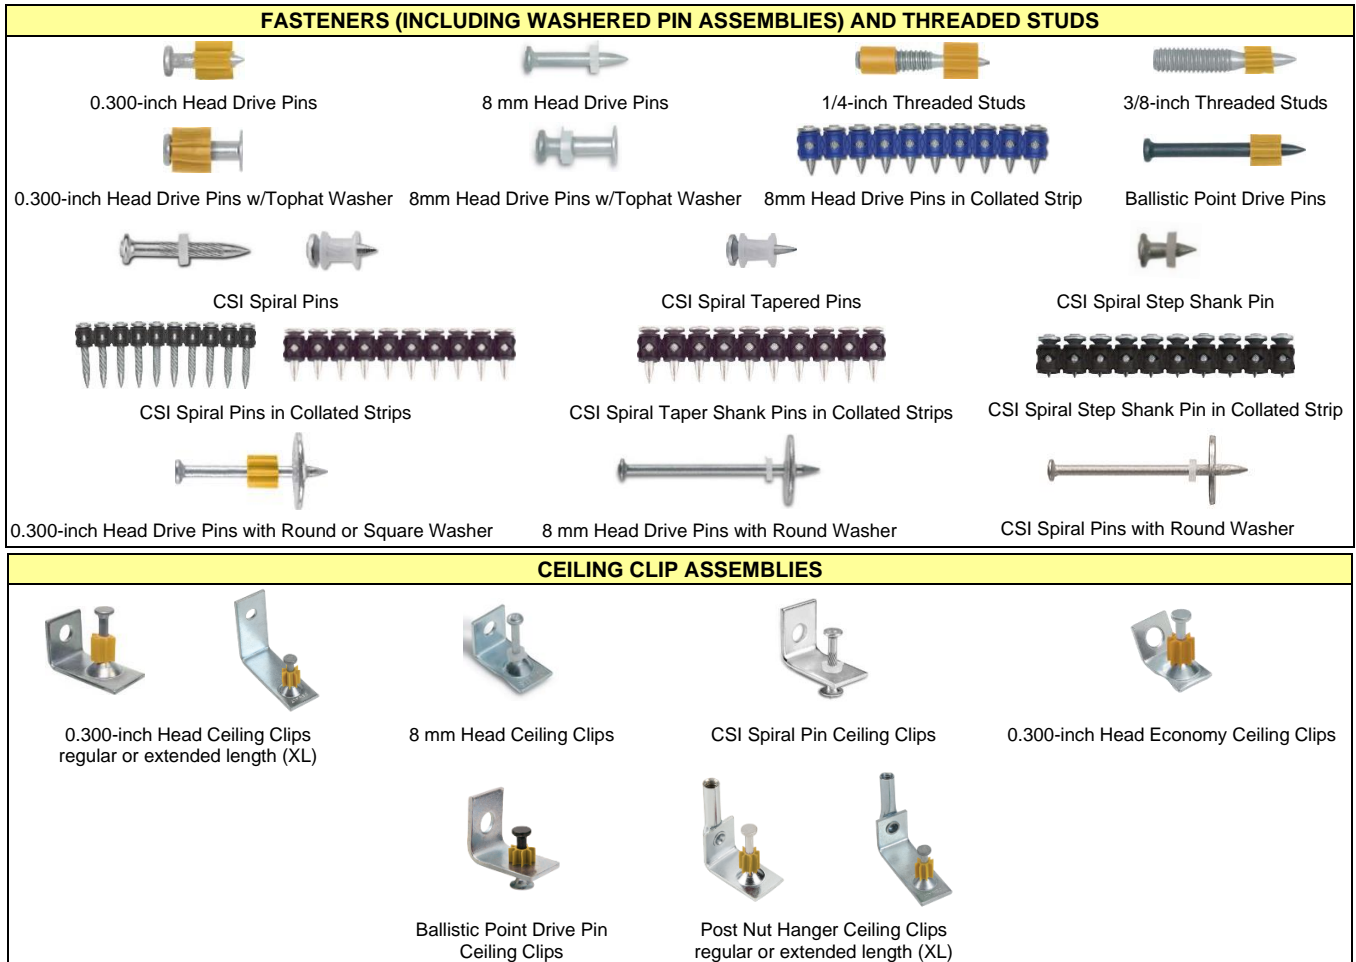 FASTENERS (INCLUDING WASHERED PIN ASSEMBLIES) AND THREADED STUDS
0.300-inch Head Drive Pins
8 mm Head Drive Pins
1/4-inch Threaded Studs
3/8-inch Threaded Studs
0.300-inch Head Drive Pins w/Tophat Washer
8mm Head Drive Pins w/Tophat Washer
8mm Head Drive Pins in Collated Strip
Ballistic Point Drive Pins
CSI Spiral Pins
CSI Spiral Tapered Pins
CSI Spiral Step Shank Pin
CSI Spiral Pins in Collated Strips
CSI Spiral Taper Shank Pins in Collated Strips
CSI Spiral Step Shank Pin in Collated Strip
0.300-inch Head Drive Pins with Round or Square Washer
8 mm Head Drive Pins with Round Washer
CSI Spiral Pins with Round Washer
CEILING CLIP ASSEMBLIES
0.300-inch Head Ceiling Clips
regular or extended length (XL)
8 mm Head Ceiling Clips
CSI Spiral Pin Ceiling Clips
0.300-inch Head Economy Ceiling Clips
Ballistic Point Drive Pin
Ceiling Clips
Post Nut Hanger Ceiling Clips
regular or extended length (XL)